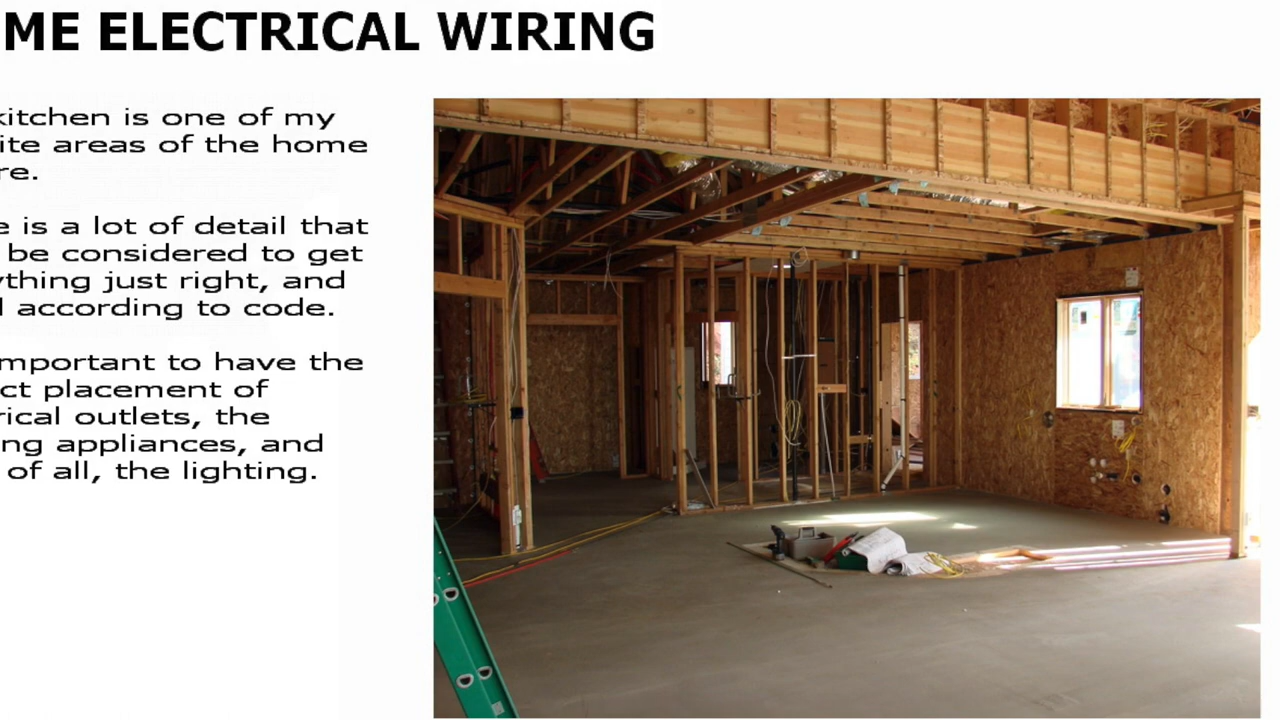 ME ELECTRICAL WIRING
kitchen is one of my
ite areas of the home
re.
e is a lot of detail that
be considered to get
ything just right, and
l according to code.
mportant to have the
ct placement of
rical outlets, the
ng appliances, and
of all, the lighting.